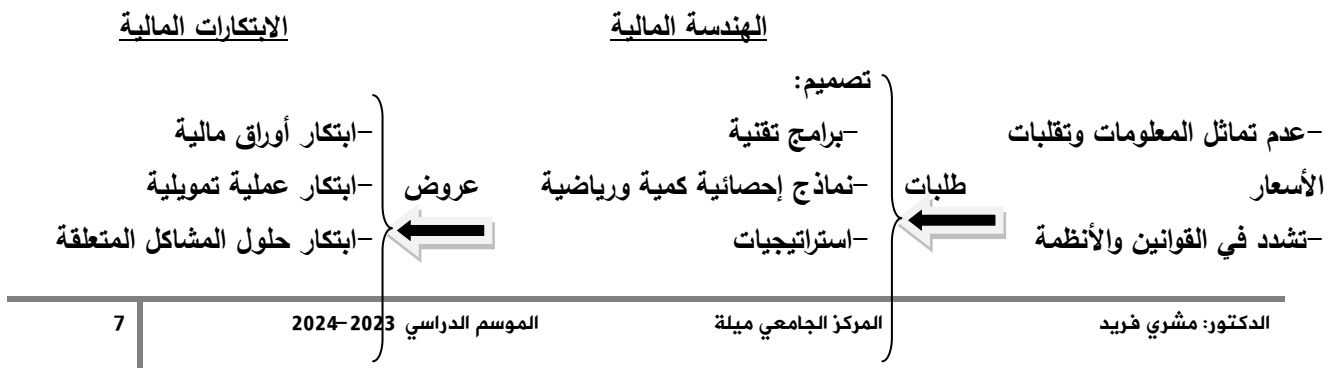 الهندسة المالية الابتكارات المالية
تصميم:
-عدم تماثل المعلومات وتقلبات -برامج تقنية -ابتكار أوراق مالية
الأسعار طلبات -نماذج إحصائية كمية ورياضية عروض -ابتكار عملية تمويلية
-تشدد في القوانين والأنظمة -استراتيجيات -ابتكار حلول المشاكل المتعلقة
الدكتور: مشري فريد المركز الجامعي ميلة الموسم الدراسي 2023-2024 7